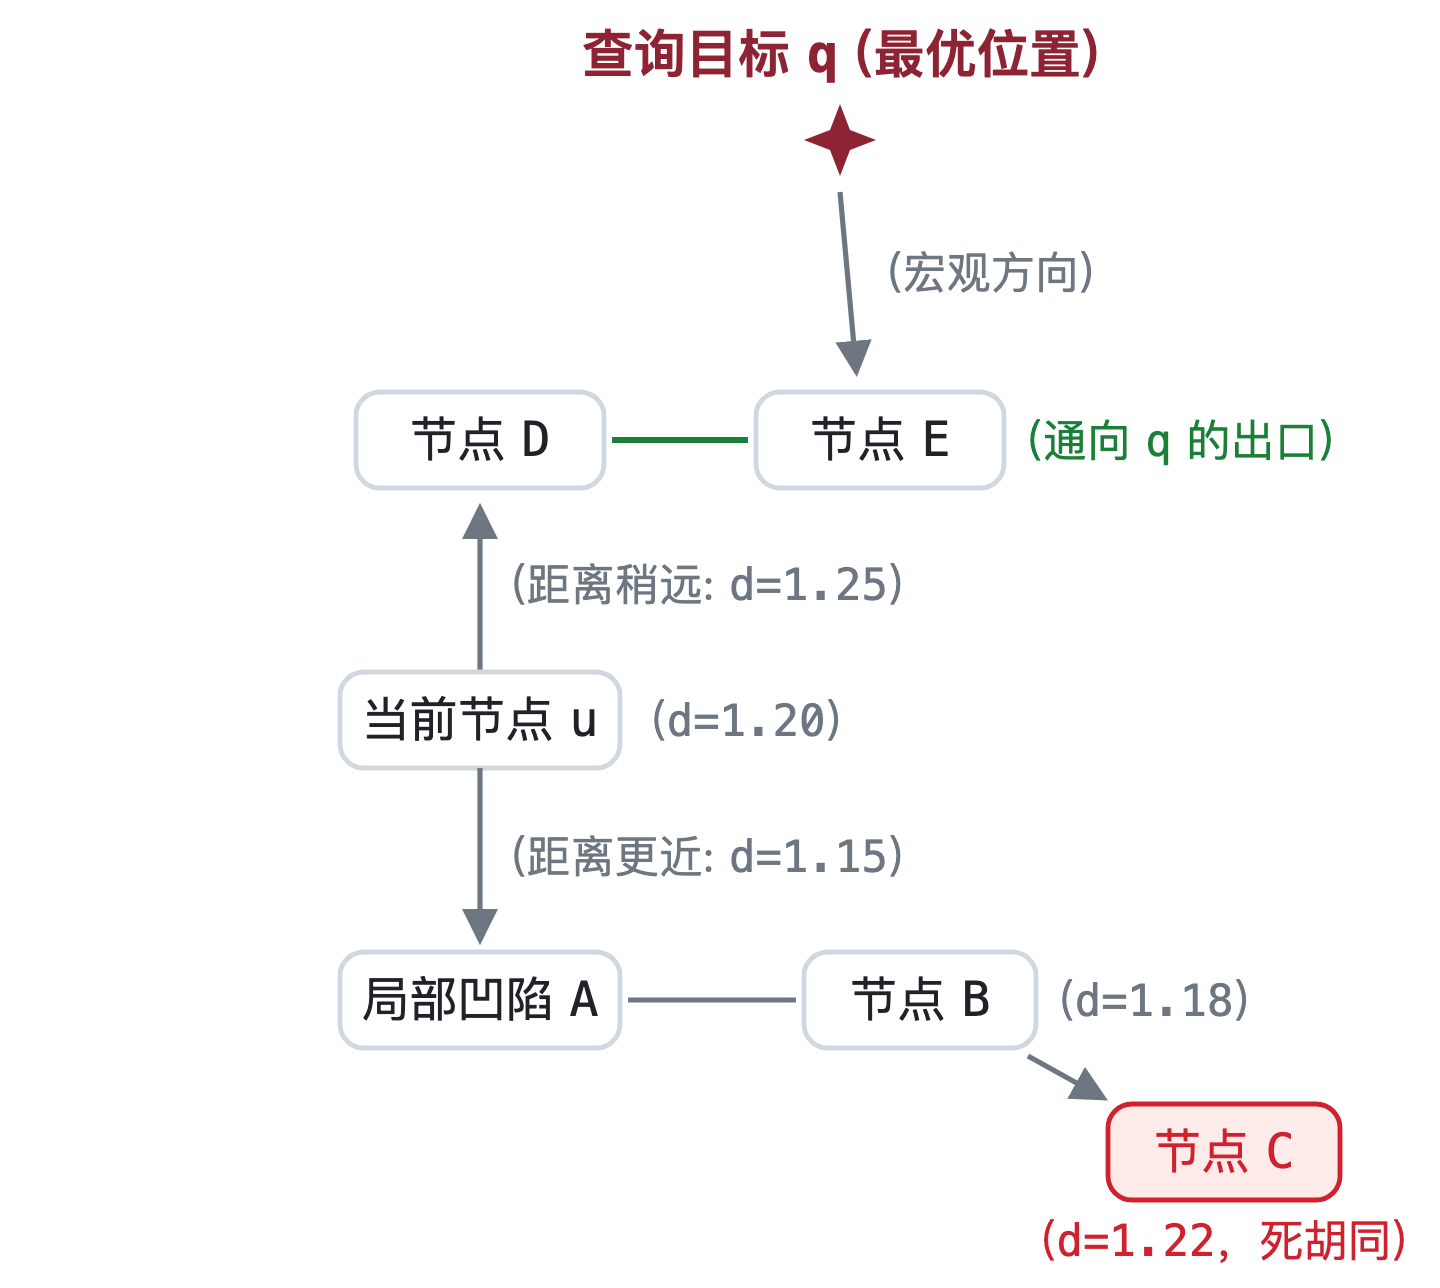 查询目标 q (最优位置)
(宏观方向)
节点 D
节点 E
(通向 q 的出口)
(距离稍远: d=1.25)
当前节点 u
(d=1.20)
(距离更近: d=1.15)
局部凹陷 A
节点 B
(d=1.18)
节点 C
(d=1.22, 死胡同)